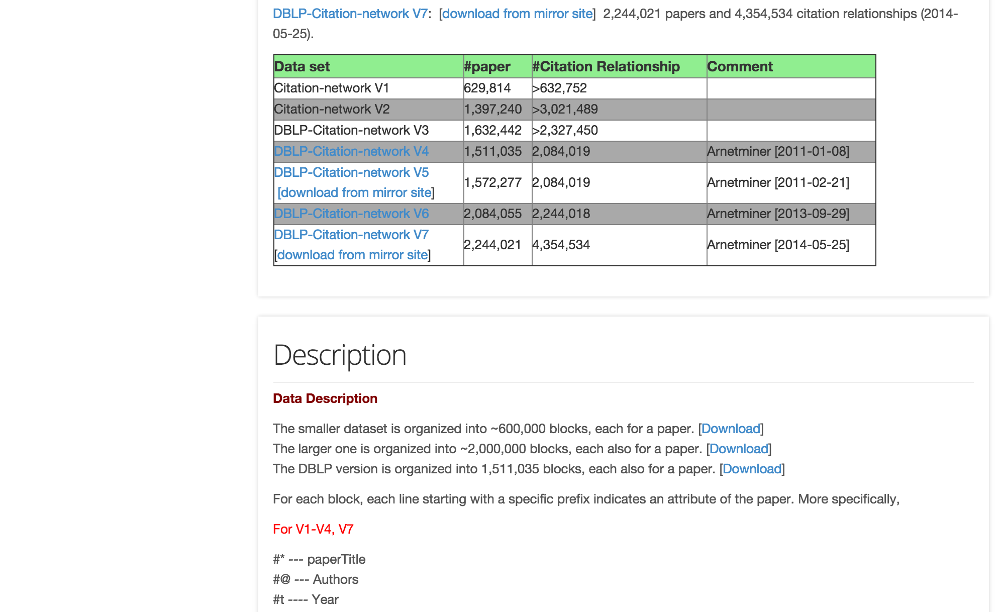 DBLP-Citation-network V7:  [download from mirror site]  2,244,021 papers and 4,354,534 citation relationships (2014-
05-25).
Data set #paper #Citation Relationship Comment
Citation-network V1 629,814 >632,752
Citation-network V2 1,397,240 >3,021,489
DBLP-Citation-network V3 1,632,442 >2,327,450
DBLP-Citation-network V4 1,511,035 2,084,019 Arnetminer [2011-01-08]
DBLP-Citation-network V5
[download from mirror site] 1,572,277 2,084,019 Arnetminer [2011-02-21]
DBLP-Citation-network V6 2,084,055 2,244,018 Arnetminer [2013-09-29]
DBLP-Citation-network V7
[download from mirror site] 2,244,021 4,354,534 Arnetminer [2014-05-25]
Description
Data Description
The smaller dataset is organized into ~600,000 blocks, each for a paper. [Download]
The larger one is organized into ~2,000,000 blocks, each also for a paper. [Download]
The DBLP version is organized into 1,511,035 blocks, each also for a paper. [Download]
For each block, each line starting with a specific prefix indicates an attribute of the paper. More specifically,
For V1-V4, V7
#* --- paperTitle
#@ --- Authors
#t ---- Year